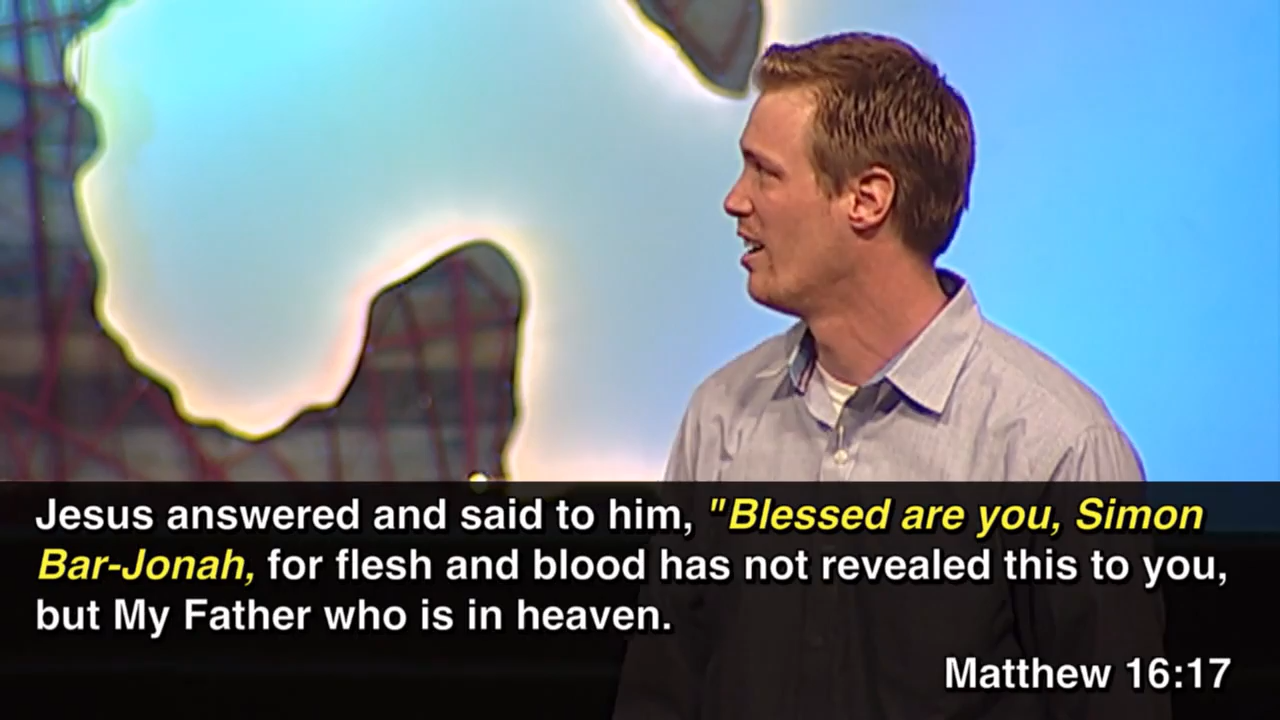 Jesus answered and said to him, "Blessed are you, Simon
Bar-Jonah, for flesh and blood has not revealed this to you,
but My Father who is in heaven.
Matthew 16:17